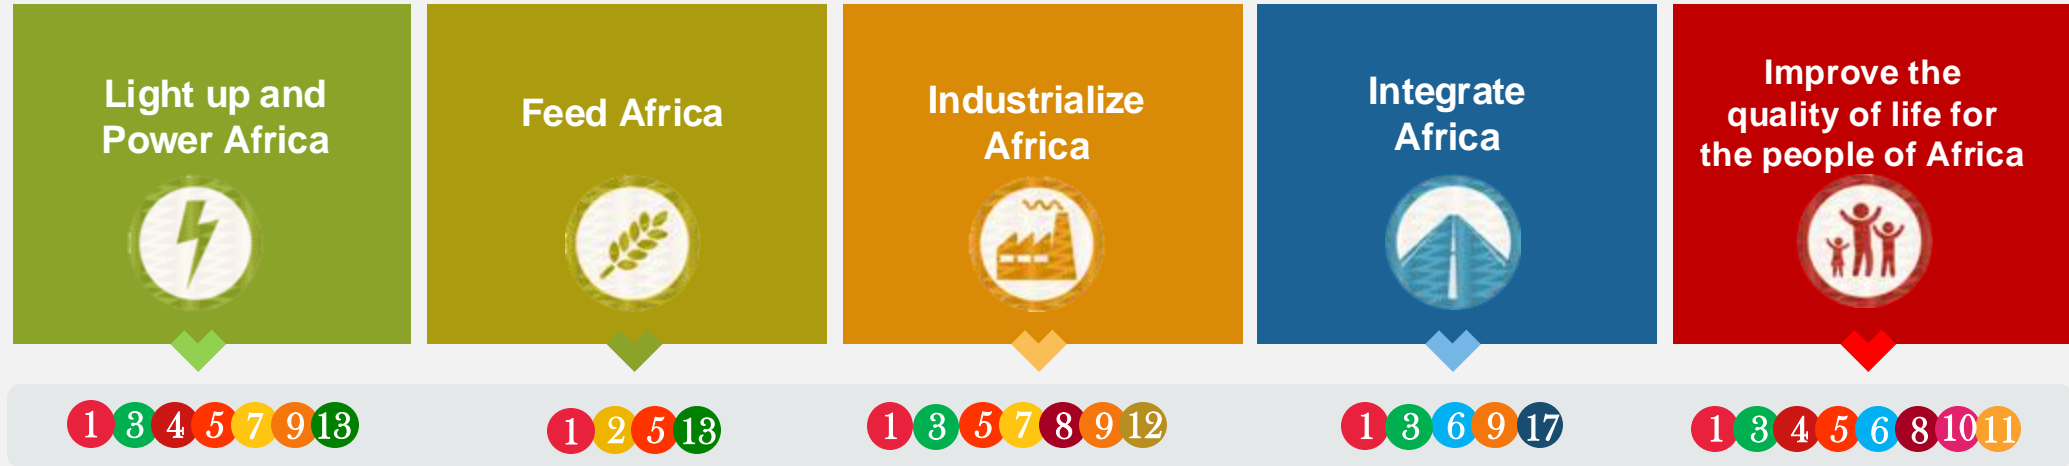 Light up and
Power Africa
Feed Africa
Industrialize
Africa
Integrate
Africa
Improve the
quality of life for
the people of Africa
1 3 4 5 7 9 13
1 2 5 13
1 3 5 7 8 9 12
1 3 6 9 17
1 3 4 5 6 8 10 11